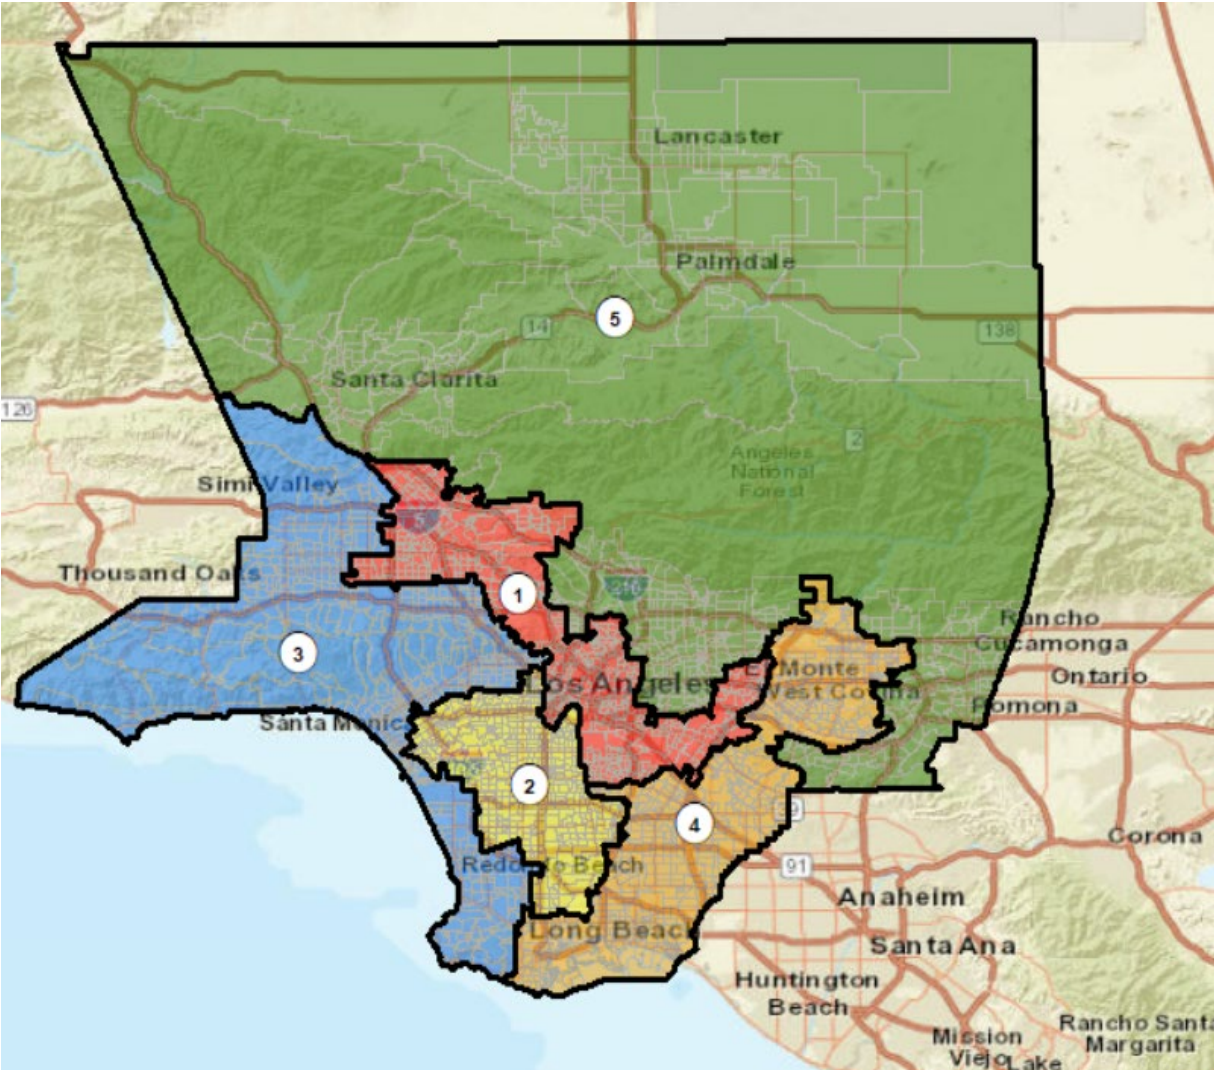 Lancaster
Palmdale
5
14
138
Santa Clarita
126
2
Angeles
National
Forest
Simi Valley
5
Thousand Oaks
210
1
Rancho
Cucamonga
3
El Monte
Ontario
Los Angeles
West Covina
Pomona
Santa Monica
2
4
Corona
Redondo Beach
91
Anaheim
Long Beach
Santa Ana
Huntington
Beach
Rancho Santa
Margarita
Mission
Viejo
Lake